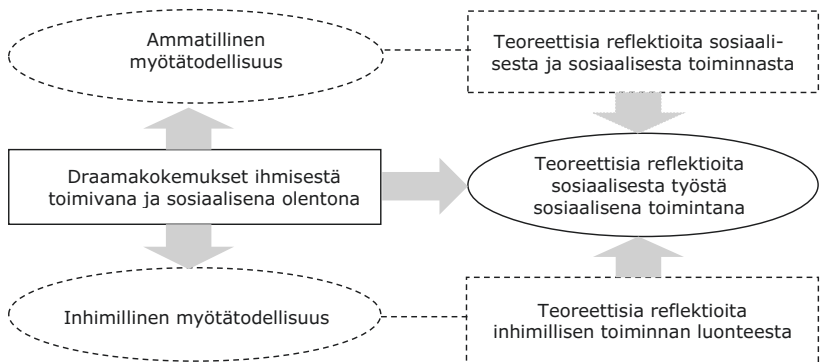 Ammatillinen
myötätodellisuus
Teoreettisia reflektioita sosiaali-
sesta ja sosiaalisesta toiminnasta
Draamakokemukset ihmisestä
toimivana ja sosiaalisena olentona
Teoreettisia reflektioita
sosiaalisesta työstä
sosiaalisena toimintana
Inhimillinen myötätodellisuus
Teoreettisia reflektioita
inhimillisen toiminnan luonteesta